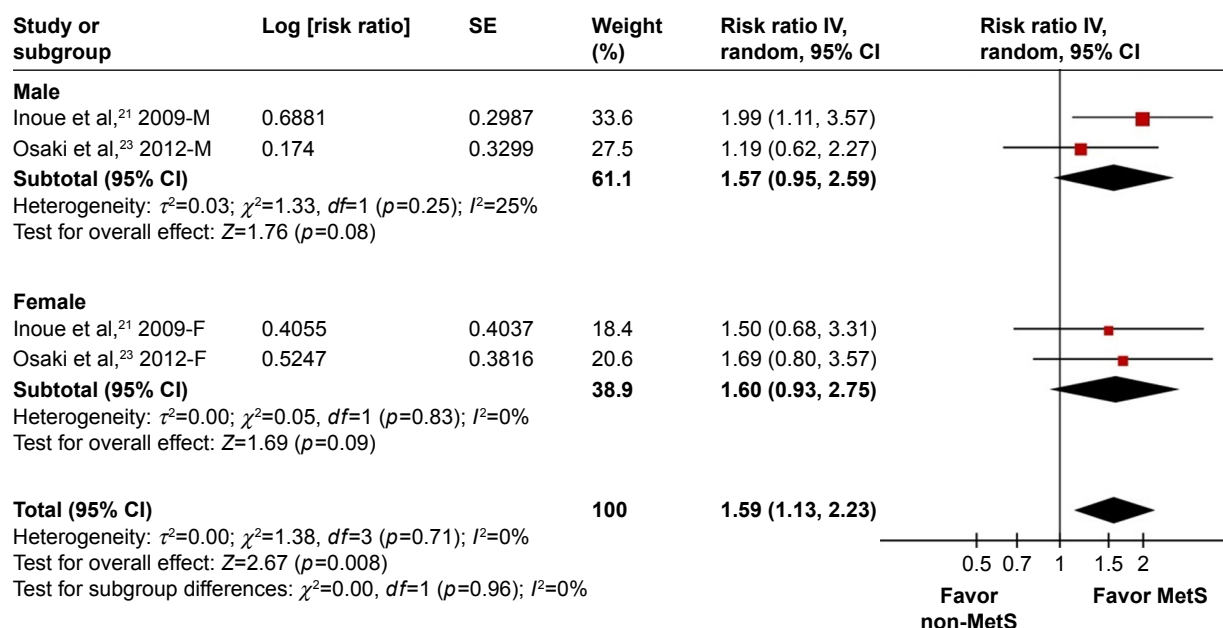 Study or subgroup Log [risk ratio] SE Weight (%) Risk ratio IV, random, 95% CI Risk ratio IV, random, 95% CI
Male
Inoue et al,²¹ 2009-M 0.6881 0.2987 33.6 1.99 (1.11, 3.57)
Osaki et al,²³ 2012-M 0.174 0.3299 27.5 1.19 (0.62, 2.27)
Subtotal (95% CI) 61.1 1.57 (0.95, 2.59)
Heterogeneity: τ²=0.03; χ²=1.33, df=1 (p=0.25); I²=25%
Test for overall effect: Z=1.76 (p=0.08)
Female
Inoue et al,²¹ 2009-F 0.4055 0.4037 18.4 1.50 (0.68, 3.31)
Osaki et al,²³ 2012-F 0.5247 0.3816 20.6 1.69 (0.80, 3.57)
Subtotal (95% CI) 38.9 1.60 (0.93, 2.75)
Heterogeneity: τ²=0.00; χ²=0.05, df=1 (p=0.83); I²=0%
Test for overall effect: Z=1.69 (p=0.09)
Total (95% CI) 100 1.59 (1.13, 2.23)
Heterogeneity: τ²=0.00; χ²=1.38, df=3 (p=0.71); I²=0%
Test for overall effect: Z=2.67 (p=0.008)
Test for subgroup differences: χ²=0.00, df=1 (p=0.96); I²=0%
0.5 0.7 1 1.5 2
Favor non-MetS Favor MetS